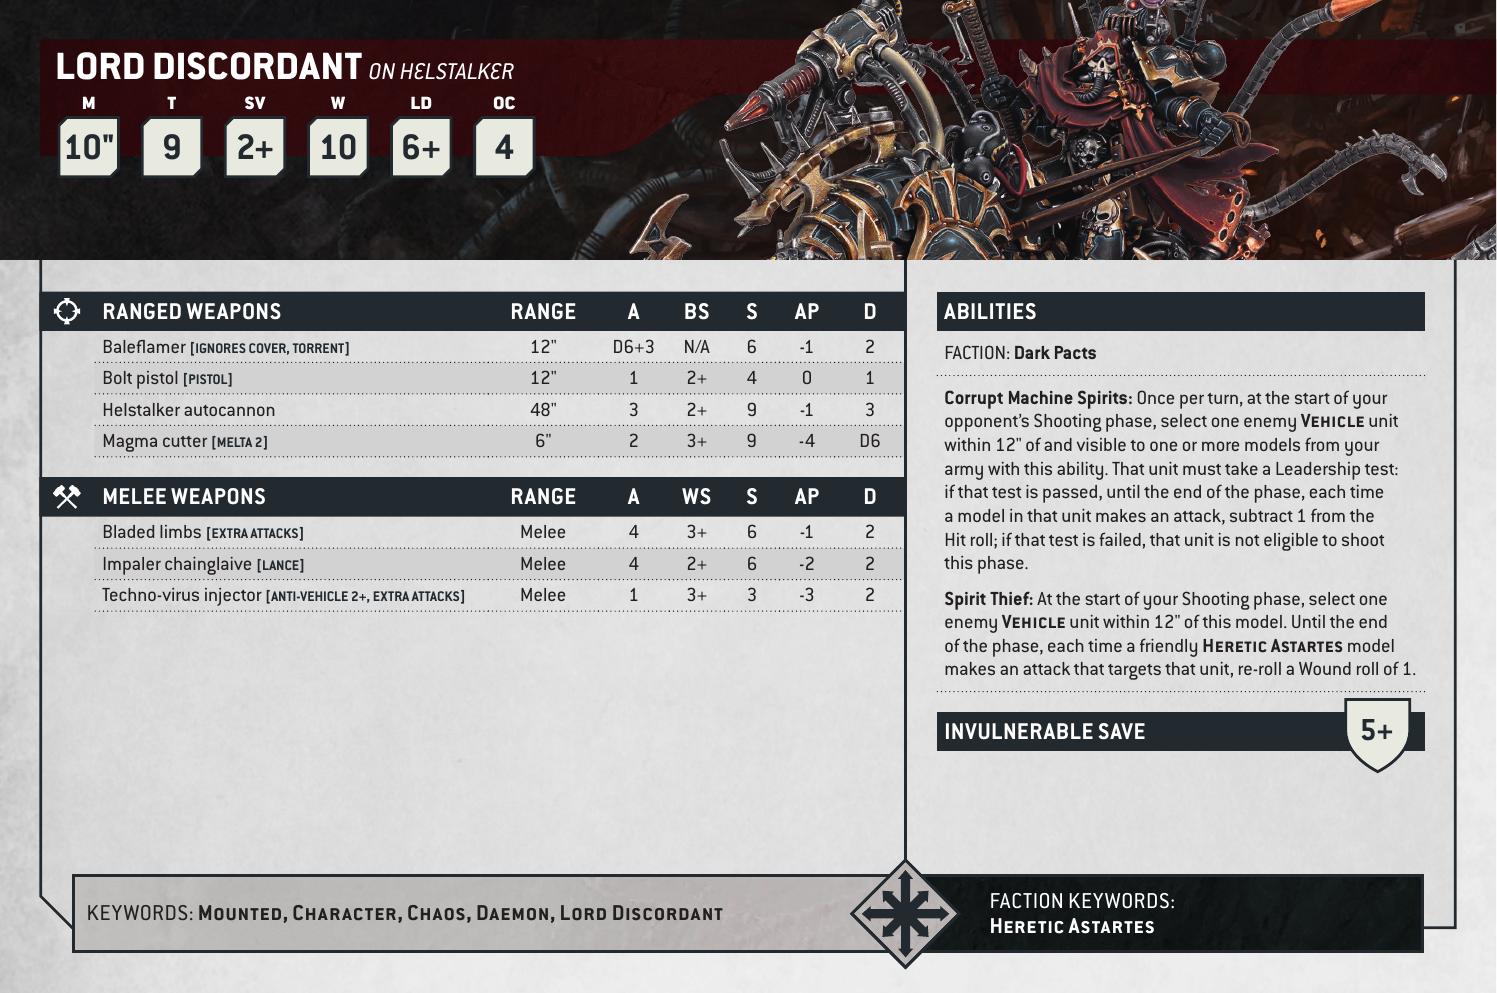 LORD DISCORDANT ON HELSTALKER
M T SV W LD OC
10" 9 2+ 10 6+ 4
RANGED WEAPONS RANGE A BS S AP D
Baleflamer [IGNORES COVER, TORRENT] 12" D6+3 N/A 6 -1 2
Bolt pistol [PISTOL] 12" 1 2+ 4 0 1
Helstalker autocannon 48" 3 2+ 9 -1 3
Magma cutter [MELTA 2] 6" 2 3+ 9 -4 D6
MELEE WEAPONS RANGE A WS S AP D
Bladed limbs [EXTRA ATTACKS] Melee 4 3+ 6 -1 2
Impaler chainglaive [LANCE] Melee 4 2+ 6 -2 2
Techno-virus injector [ANTI-VEHICLE 2+, EXTRA ATTACKS] Melee 1 3+ 3 -3 2
ABILITIES
FACTION: Dark Pacts
Corrupt Machine Spirits: Once per turn, at the start of your
opponent's Shooting phase, select one enemy VEHICLE unit
within 12" of and visible to one or more models from your
army with this ability. That unit must take a Leadership test:
if that test is passed, until the end of the phase, each time
a model in that unit makes an attack, subtract 1 from the
Hit roll; if that test is failed, that unit is not eligible to shoot
this phase.
Spirit Thief: At the start of your Shooting phase, select one
enemy VEHICLE unit within 12" of this model. Until the end
of the phase, each time a friendly HERETIC ASTARTES model
makes an attack that targets that unit, re-roll a Wound roll of 1.
INVULNERABLE SAVE 5+
KEYWORDS: MOUNTED, CHARACTER, CHAOS, DAEMON, LORD DISCORDANT
FACTION KEYWORDS:
HERETIC ASTARTES